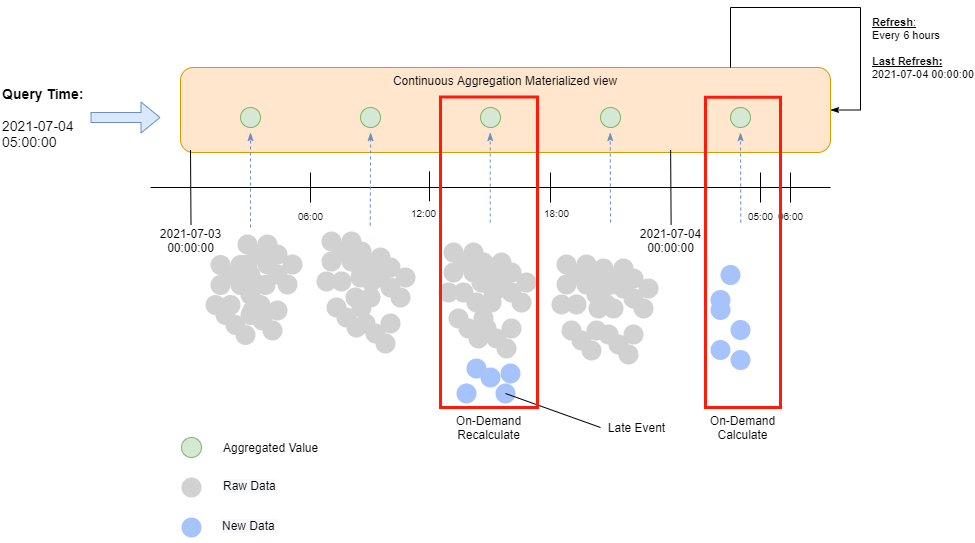 Refresh:
Every 6 hours
Last Refresh:
2021-07-04 00:00:00
Continuous Aggregation Materialized view
Query Time:
2021-07-04
05:00:00
06:00
12:00
18:00
05:00
06:00
2021-07-03
00:00:00
2021-07-04
00:00:00
On-Demand
Recalculate
Late Event
On-Demand
Calculate
Aggregated Value
Raw Data
New Data